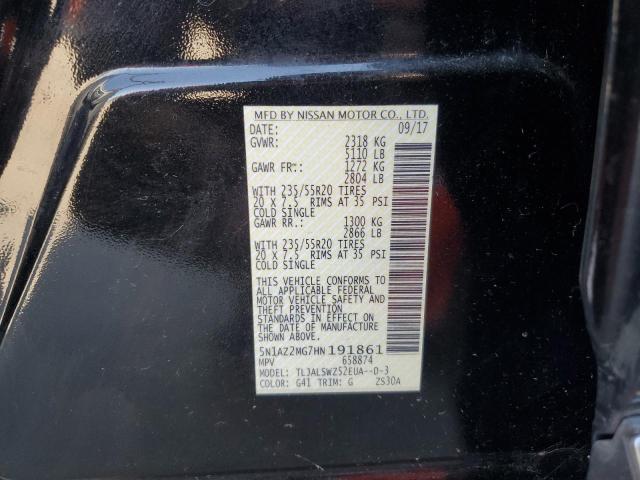 MFD BY NISSAN MOTOR CO., LTD.
DATE: 09/17
GVWR: 2318 KG
5110 LB
GAWR FR.: 1272 KG
2804 LB
WITH 235/55R20 TIRES
20 X 7.5 RIMS AT 35 PSI
COLD SINGLE
GAWR RR.: 1300 KG
2866 LB
WITH 235/55R20 TIRES
20 X 7.5 RIMS AT 35 PSI
COLD SINGLE
THIS VEHICLE CONFORMS TO
ALL APPLICABLE FEDERAL
MOTOR VEHICLE SAFETY AND
THEFT PREVENTION
STANDARDS IN EFFECT ON
THE DATE OF MANUFACTURE
SHOWN ABOVE.
5N1AZ2MG7HN191861
MPV 658874
MODEL: TLJALSWZ52EUA--D-3
COLOR: G41 TRIM: G ZS30A